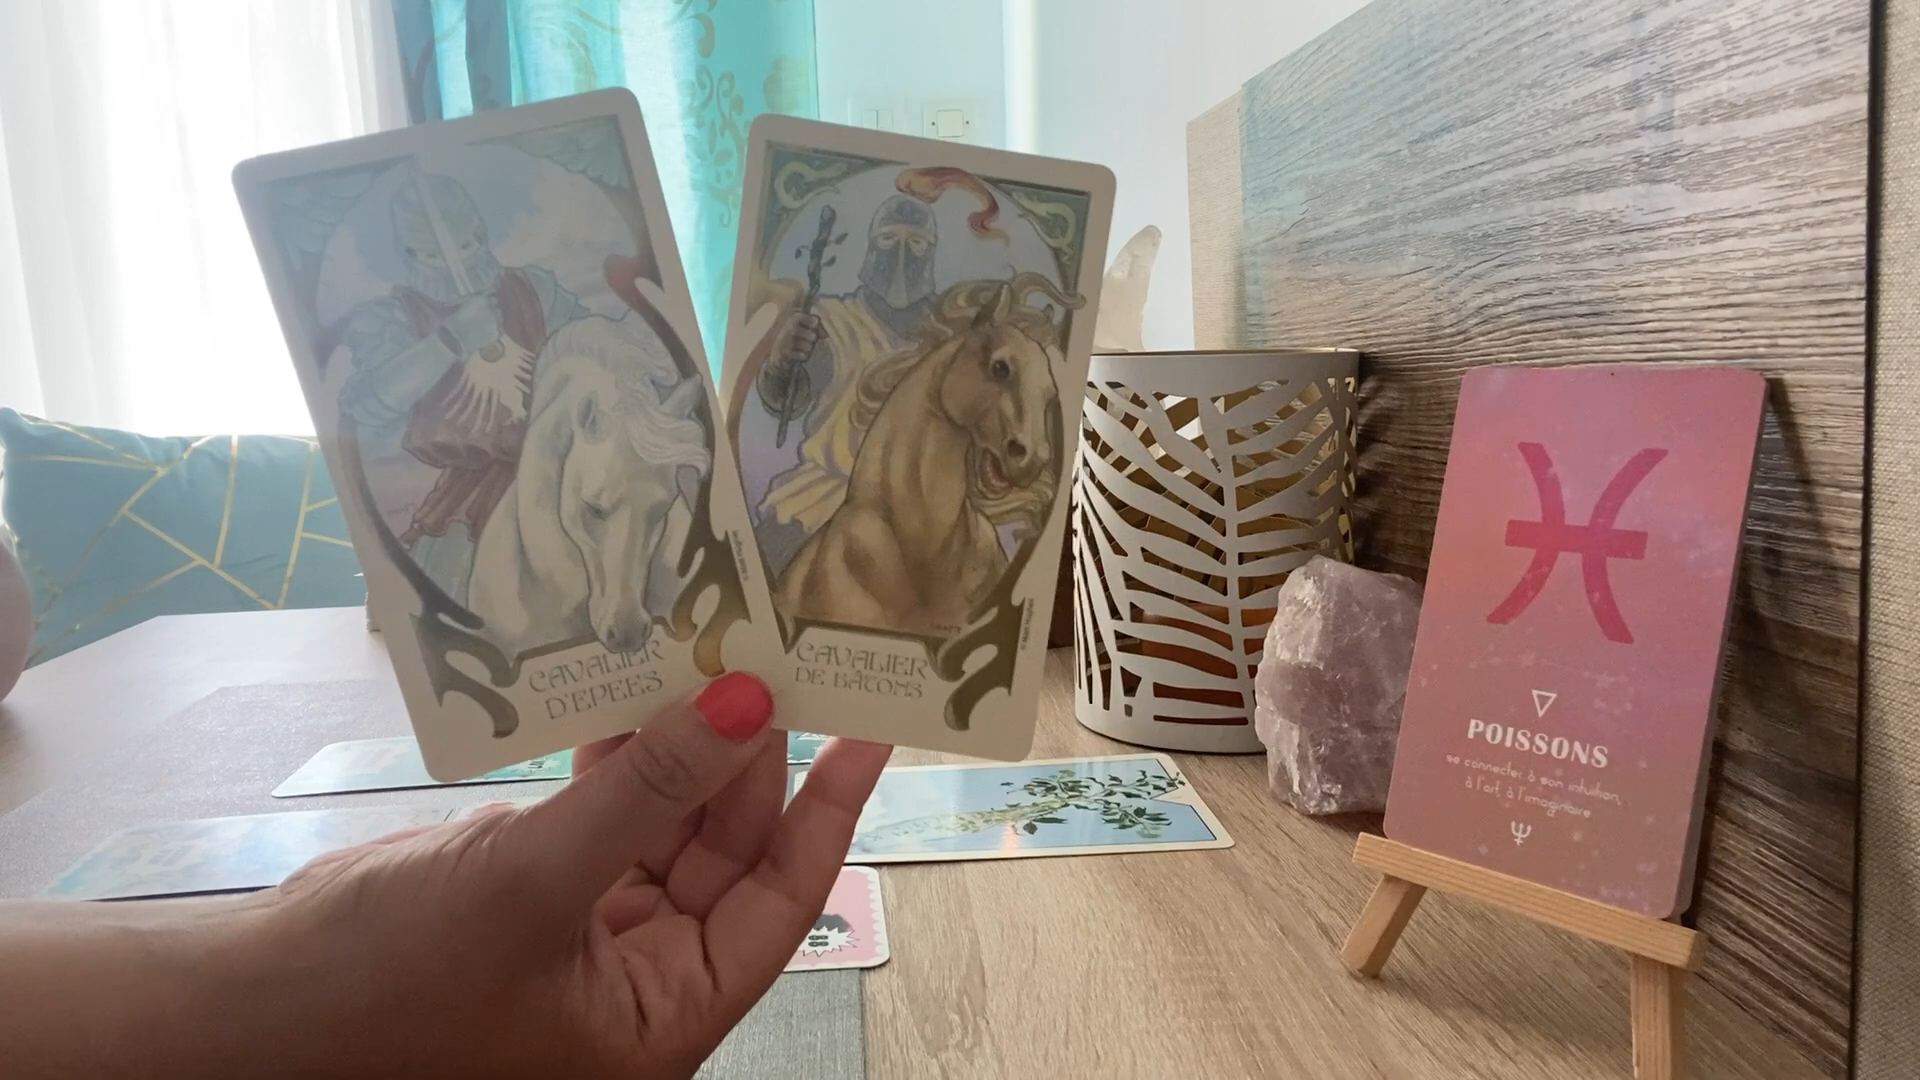 CAVALIER
D'EPEES
CAVALIER
DE BÂTONS
POISSONS
se connecter à son intuition,
à l'art, à l'imaginaire